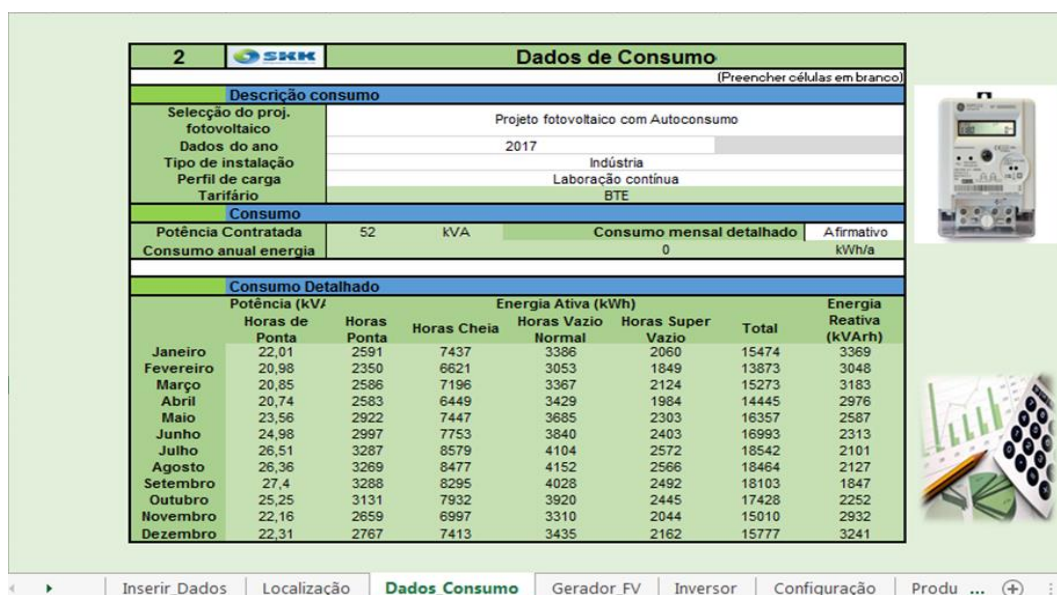 2 SKK Dados de Consumo
(Preencher células em branco)
Descrição consumo
Selecção do proj. fotovoltaico Projeto fotovoltaico com Autoconsumo
Dados do ano 2017
Tipo de instalação Indústria
Perfil de carga Laboração contínua
Tarifário BTE
Consumo
Potência Contratada 52 kVA Consumo mensal detalhado Afirmativo
Consumo anual energia 0 kWh/a
Consumo Detalhado
Potência (kVA Energia Ativa (kWh) Energia Reativa (kVArh)
Horas de Ponta Horas Ponta Horas Cheia Horas Vazio Normal Horas Super Vazio Total
Janeiro 22,01 2591 7437 3386 2060 15474 3369
Fevereiro 20,98 2350 6621 3053 1849 13873 3048
Março 20,85 2586 7196 3367 2124 15273 3183
Abril 20,74 2583 6449 3429 1984 14445 2976
Maio 23,56 2922 7447 3685 2303 16357 2587
Junho 24,98 2997 7753 3840 2403 16993 2313
Julho 26,51 3287 8579 4104 2572 18542 2101
Agosto 26,36 3269 8477 4152 2566 18464 2127
Setembro 27,4 3288 8295 4028 2492 18103 1847
Outubro 25,25 3131 7932 3920 2445 17428 2252
Novembro 22,16 2659 6997 3310 2044 15010 2932
Dezembro 22,31 2767 7413 3435 2162 15777 3241
Inserir_Dados Localização Dados_Consumo Gerador_FV Inversor Configuração Produ ...